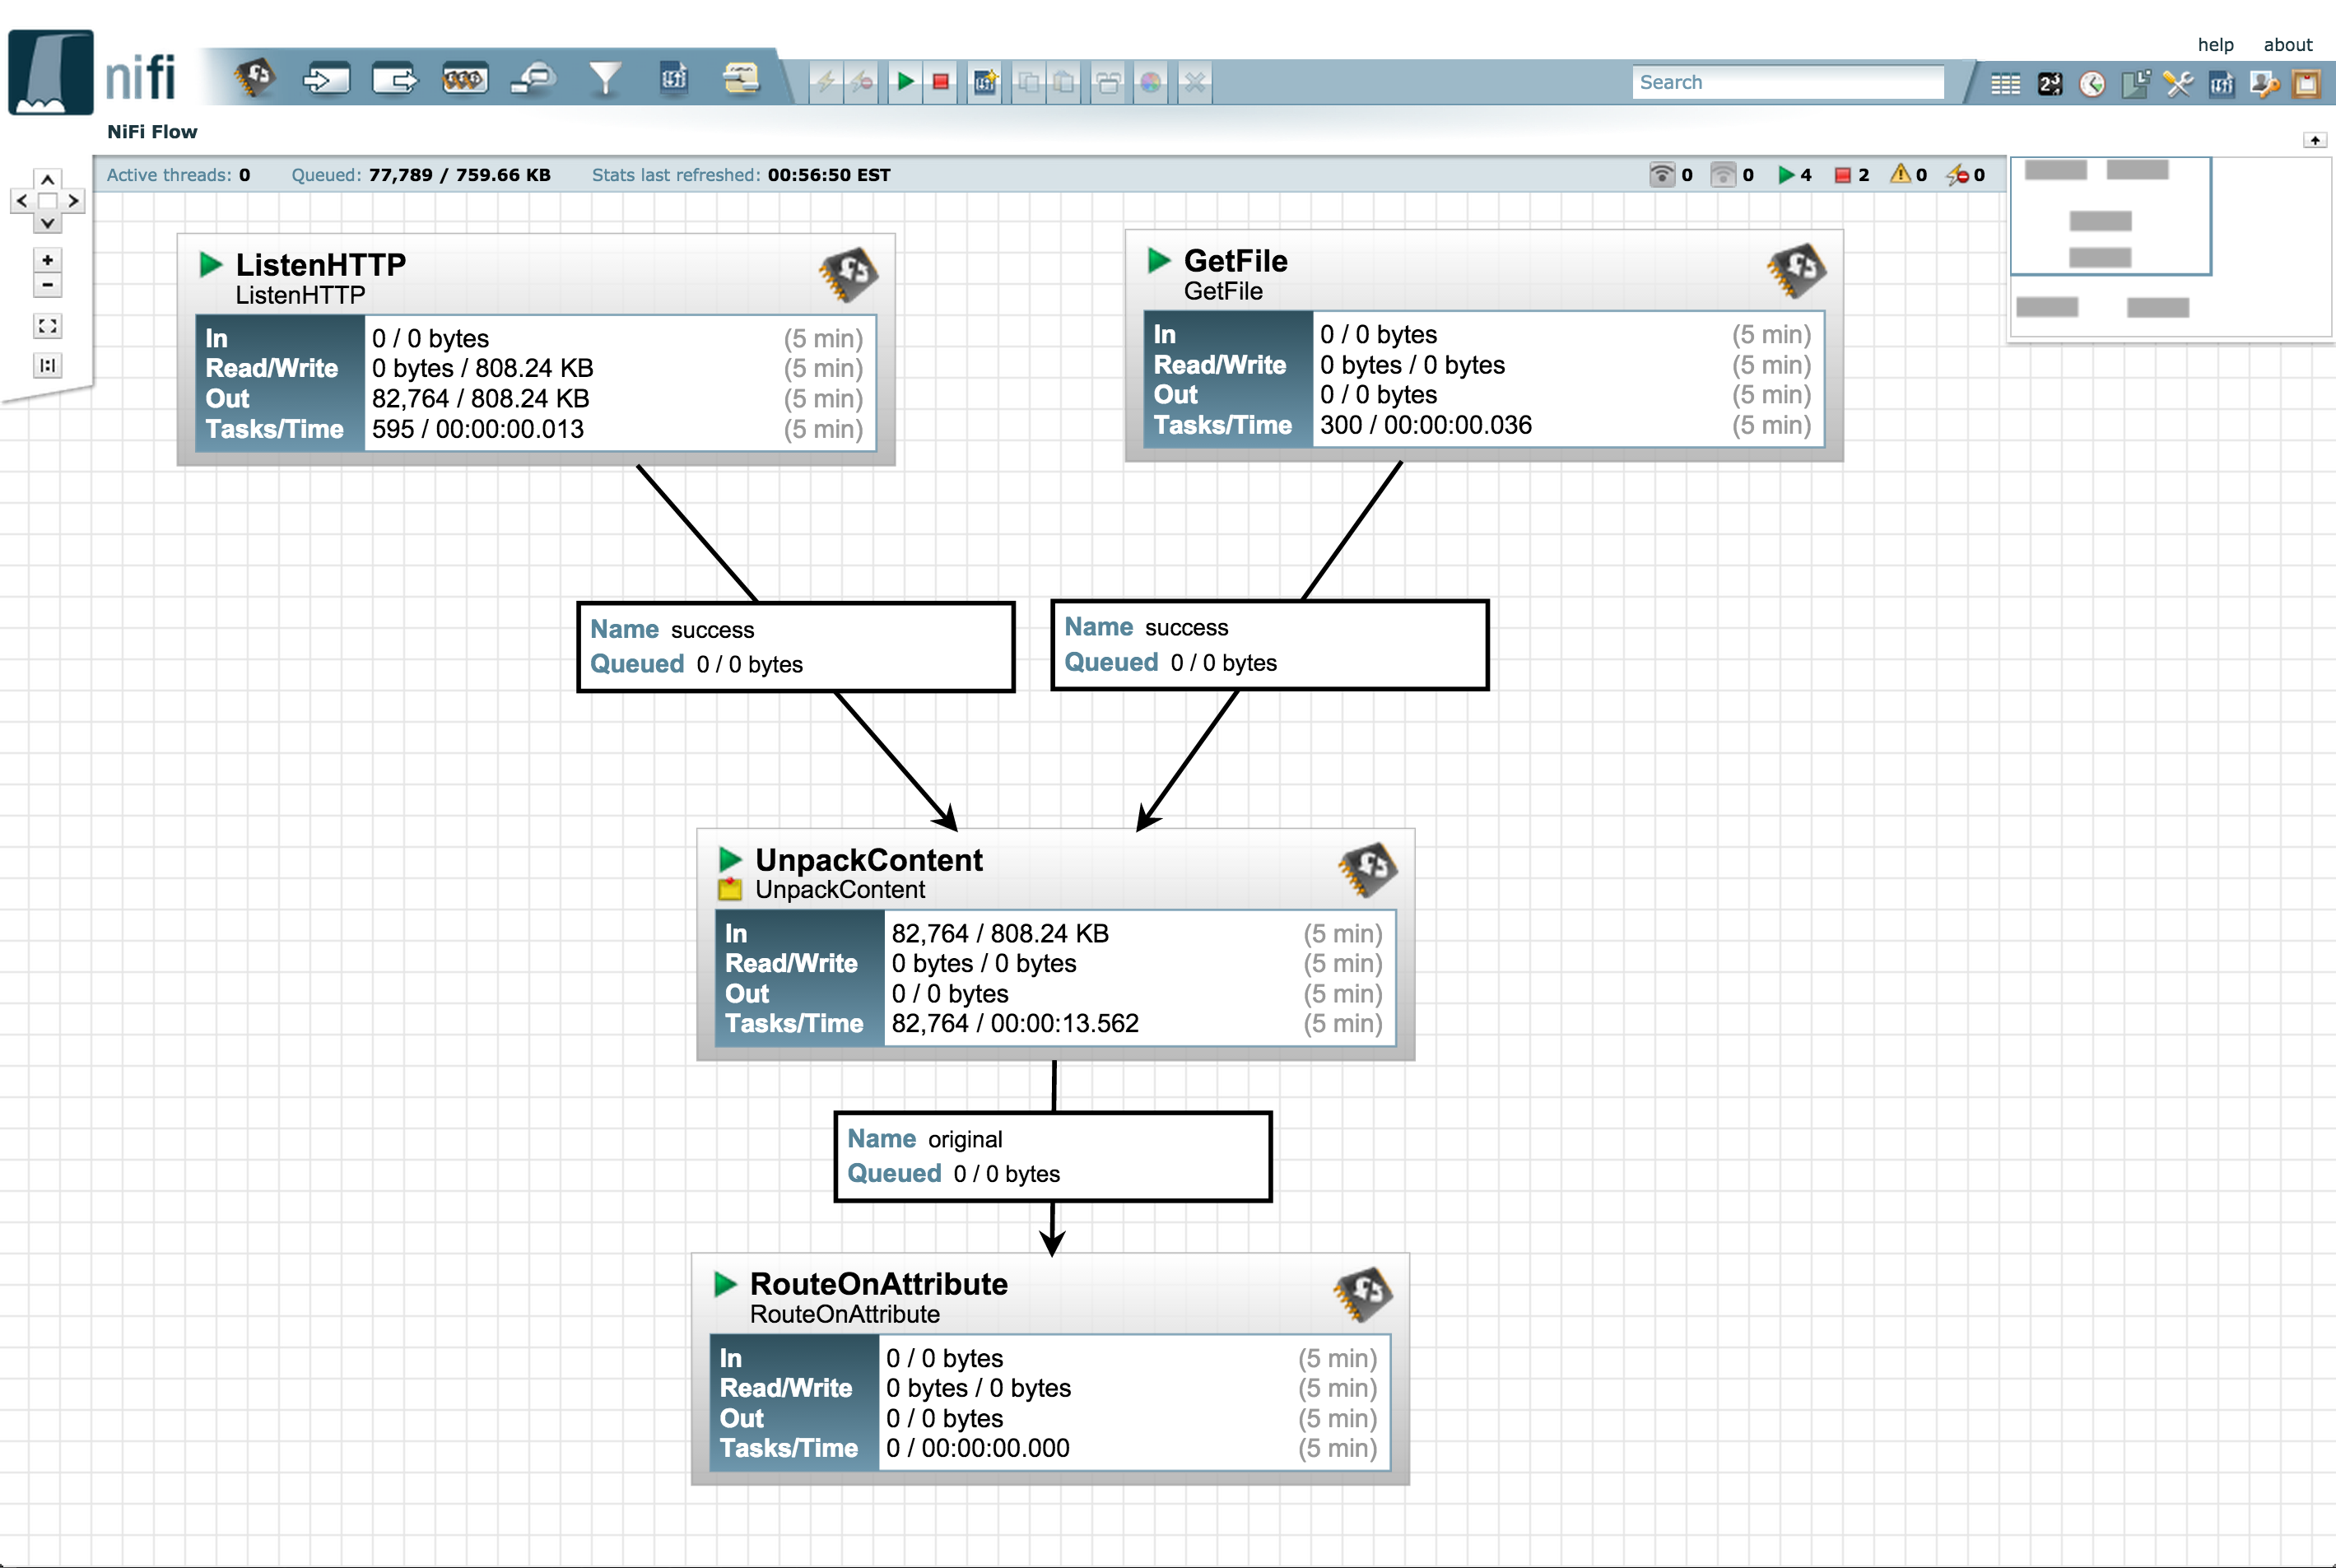 help about
nifi
Search
NiFi Flow
Active threads: 0 Queued: 77,789 / 759.66 KB Stats last refreshed: 00:56:50 EST 0 0 4 2 0 0
ListenHTTP
ListenHTTP
In 0 / 0 bytes (5 min)
Read/Write 0 bytes / 808.24 KB (5 min)
Out 82,764 / 808.24 KB (5 min)
Tasks/Time 595 / 00:00:00.013 (5 min)
GetFile
GetFile
In 0 / 0 bytes (5 min)
Read/Write 0 bytes / 0 bytes (5 min)
Out 0 / 0 bytes (5 min)
Tasks/Time 300 / 00:00:00.036 (5 min)
Name success
Queued 0 / 0 bytes
Name success
Queued 0 / 0 bytes
UnpackContent
UnpackContent
In 82,764 / 808.24 KB (5 min)
Read/Write 0 bytes / 0 bytes (5 min)
Out 0 / 0 bytes (5 min)
Tasks/Time 82,764 / 00:00:13.562 (5 min)
Name original
Queued 0 / 0 bytes
RouteOnAttribute
RouteOnAttribute
In 0 / 0 bytes (5 min)
Read/Write 0 bytes / 0 bytes (5 min)
Out 0 / 0 bytes (5 min)
Tasks/Time 0 / 00:00:00.000 (5 min)